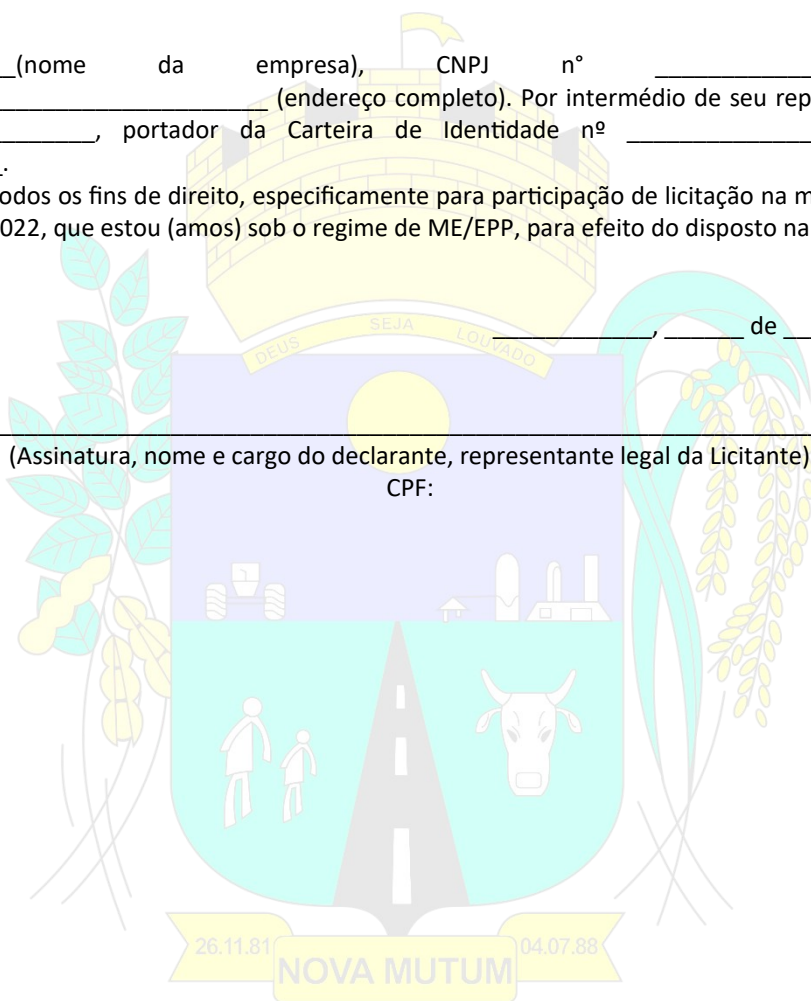 _(nome da empresa), CNPJ n° ____________
____________________ (endereço completo). Por intermédio de seu rep
_______, portador da Carteira de Identidade nº ______________
_.
odos os fins de direito, especificamente para participação de licitação na m
022, que estou (amos) sob o regime de ME/EPP, para efeito do disposto na
____________, ______ de __
DEUS SEJA LOUVADO
______________________________________________________________
(Assinatura, nome e cargo do declarante, representante legal da Licitante)
CPF:
26.11.81 04.07.88
NOVA MUTUM